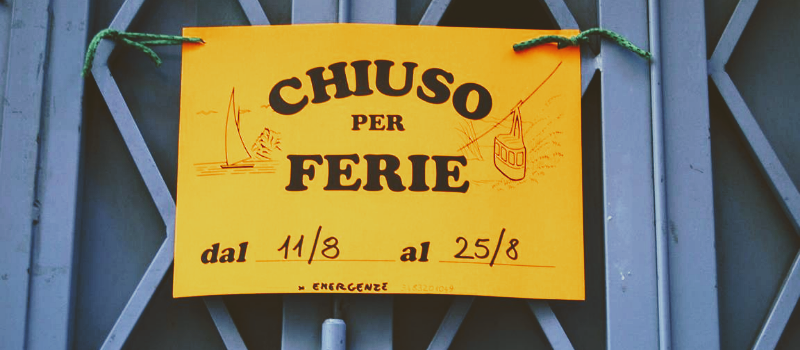 CHIUSO
PER
FERIE
dal 11/8 al 25/8
x EMERGENZE